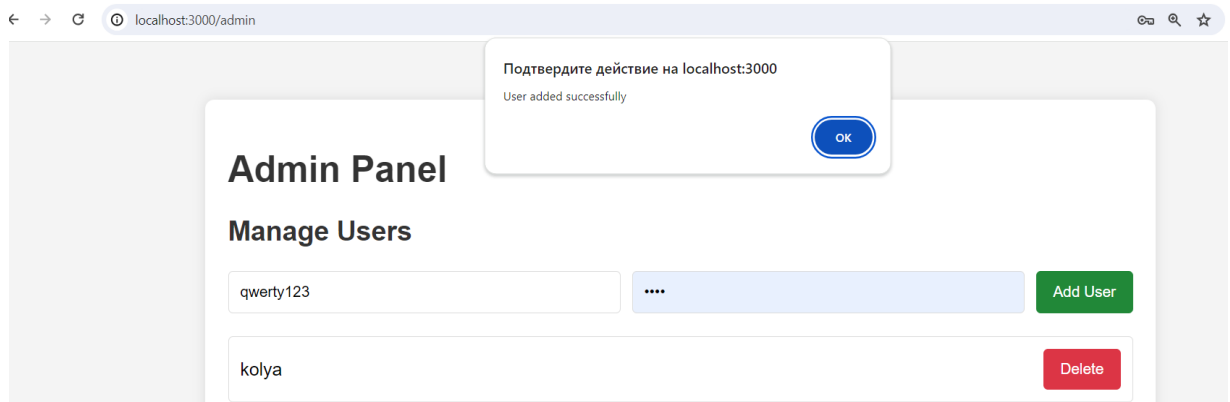 localhost:3000/admin
Подтвердите действие на localhost:3000
User added successfully
OK
Admin Panel
Manage Users
qwerty123 •••• Add User
kolya Delete